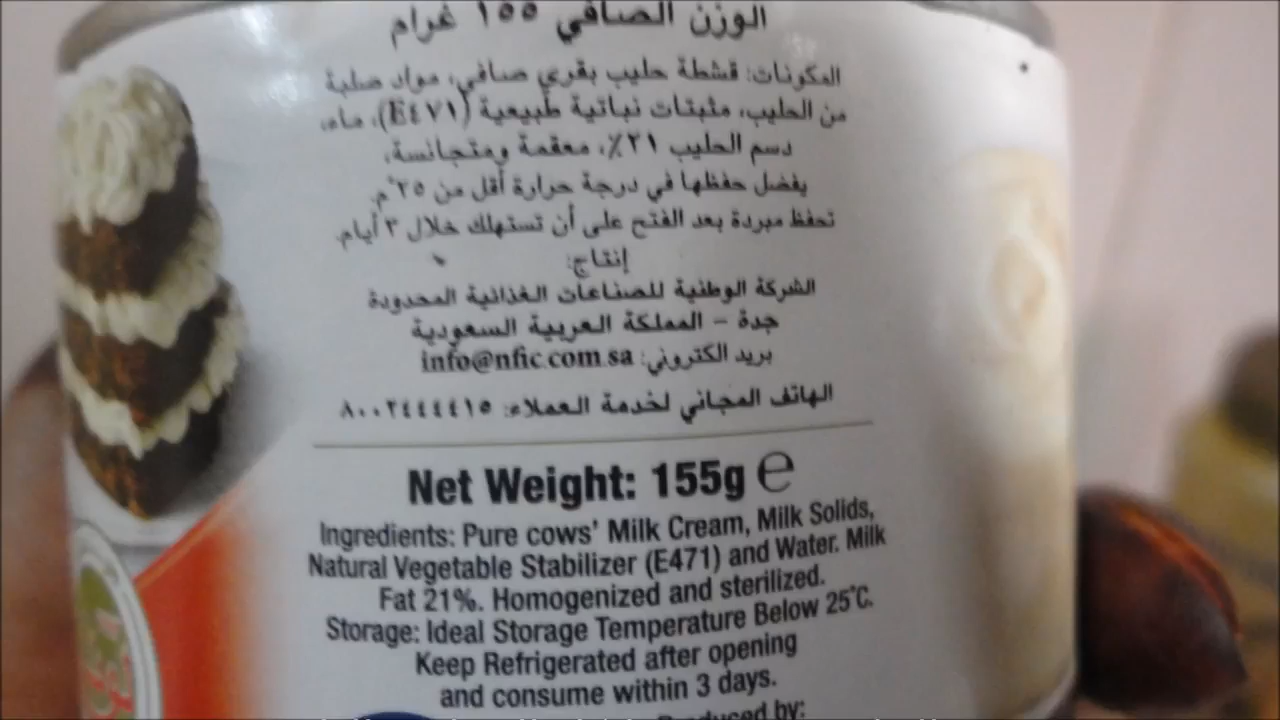 الوزن الصافي ١٥٥ غرام
المكونات: قشطة حليب بقري صافي، مواد صلبة
من الحليب، مثبتات نباتية طبيعية (E٤٧١)، ماء،
دسم الحليب ٢١٪، معقمة ومتجانسة،
يفضل حفظها في درجة حرارة أقل من ٢٥°م.
تحفظ مبردة بعد الفتح على أن تستهلك خلال ٣ أيام.
إنتاج:
الشركة الوطنية للصناعات الغذائية المحدودة
جدة – المملكة العربية السعودية
بريد الكتروني: info@nfic.com.sa
الهاتف المجاني لخدمة العملاء: ٨٠٠٢٤٤٤٤١٥
Net Weight: 155g ℮
Ingredients: Pure cows' Milk Cream, Milk Solids,
Natural Vegetable Stabilizer (E471) and Water. Milk
Fat 21%. Homogenized and sterilized.
Storage: Ideal Storage Temperature Below 25°C.
Keep Refrigerated after opening
and consume within 3 days.
Produced by: